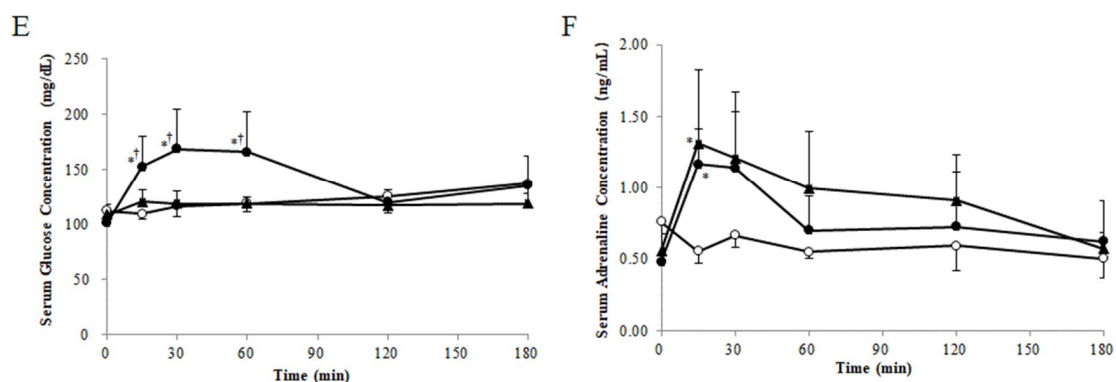 E
Serum Glucose Concentration (mg/dL)
250
200
150
100
50
0
*†
*†
*†
0 30 60 90 120 150 180
Time (min)
F
Serum Adrenaline Concentration (ng/mL)
2.00
1.50
1.00
0.50
0.00
*
*
0 30 60 90 120 150 180
Time (min)